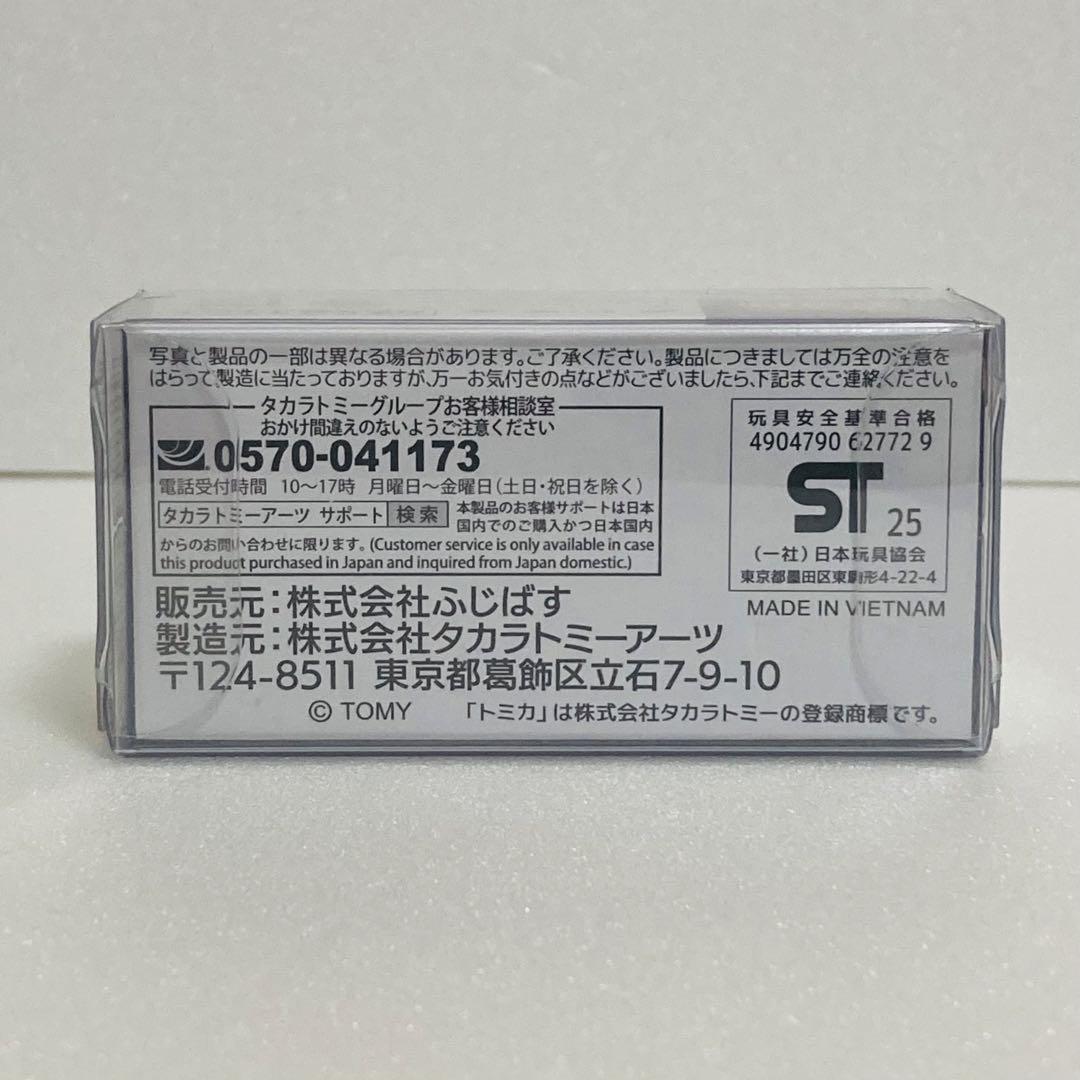 写真と製品の一部は異なる場合があります。ご了承ください。製品につきましては万全の注意を
はらって製造に当たっておりますが、万一お気付きの点などがございましたら、下記までご連絡ください。
タカラトミーグループお客様相談室
おかけ間違えのないようご注意ください
0570-041173
電話受付時間 10〜17時 月曜日〜金曜日(土日・祝日を除く)
タカラトミーアーツ サポート 検索
本製品のお客様サポートは日本
国内でのご購入かつ日本国内
からのお問い合わせに限ります。(Customer service is only available in case
this product purchased in Japan and inquired from Japan domestic.)
玩具安全基準合格
4904790 62772 9
ST 25
(一社)日本玩具協会
東京都墨田区東駒形4-22-4
MADE IN VIETNAM
販売元:株式会社ふじばす
製造元:株式会社タカラトミーアーツ
〒124-8511 東京都葛飾区立石7-9-10
© TOMY 「トミカ」は株式会社タカラトミーの登録商標です。